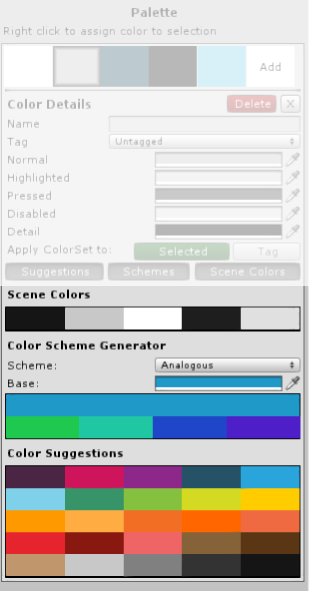 Palette
Right click to assign color to selection
Add
Color Details
Delete X
Name
Tag Untagged
Normal
Highlighted
Pressed
Disabled
Detail
Apply ColorSet to: Selected Tag
Suggestions Schemes Scene Colors
Scene Colors
Color Scheme Generator
Scheme: Analogous
Base:
Color Suggestions